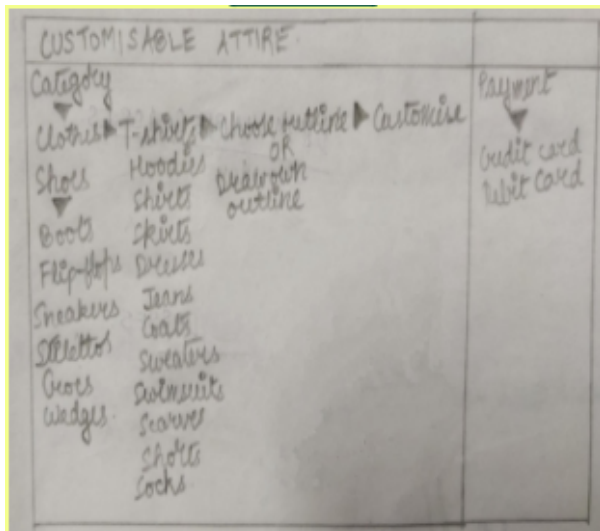 CUSTOMISABLE ATTIRE
Category
Clothes T-shirts Choose outline Customise
OR
Draw own
outline
Hoodies
Shirts
Skirts
Dresses
Jeans
Coats
Sweaters
Swimsuits
Scarves
Shorts
Socks
Shoes
Boots
Flip-flops
Sneakers
Stilettos
Crocs
Wedges
Payment
Credit card
Debit Card